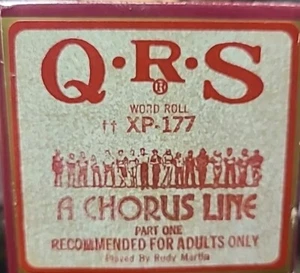 Q·R·S
®
WORD ROLL
†† XP-177
A CHORUS LINE
PART ONE
RECOMMENDED FOR ADULTS ONLY
Played By Rudy Martin